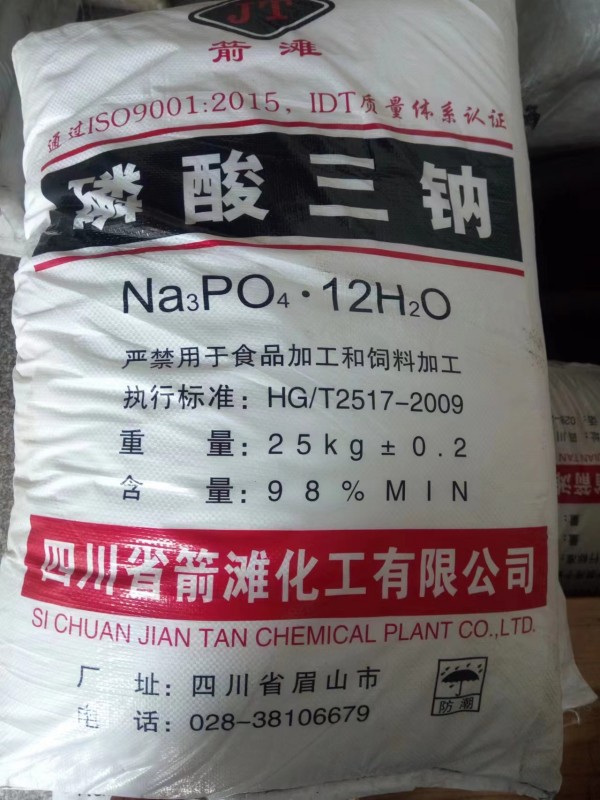 JT
箭滩
通过ISO9001:2015，IDT质量体系认证
磷酸三钠
Na₃PO₄·12H₂O
严禁用于食品加工和饲料加工
执行标准：HG/T2517-2009
重 量：25kg±0.2
含 量：98%MIN
四川省箭滩化工有限公司
SI CHUAN JIAN TAN CHEMICAL PLANT CO.,LTD.
厂 址：四川省眉山市
电 话：028-38106679
防潮